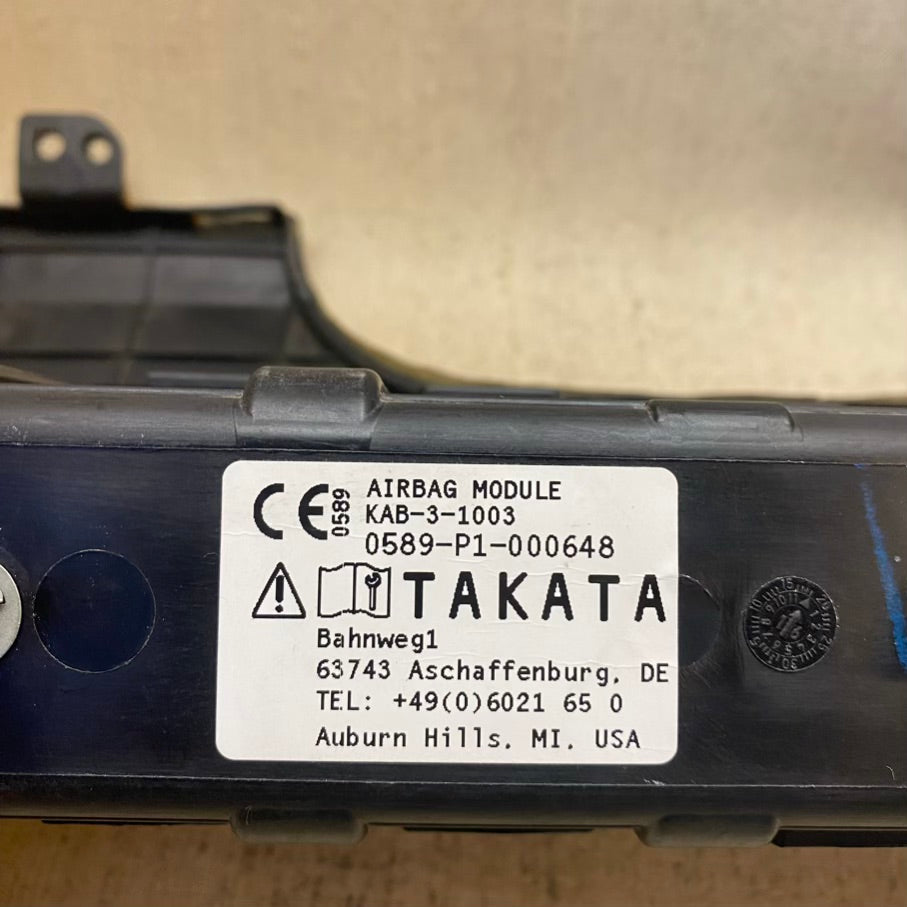 CE 0589 AIRBAG MODULE
KAB-3-1003
0589-P1-000648
TAKATA
Bahnweg1
63743 Aschaffenburg, DE
TEL: +49(0)6021 65 0
Auburn Hills, MI, USA